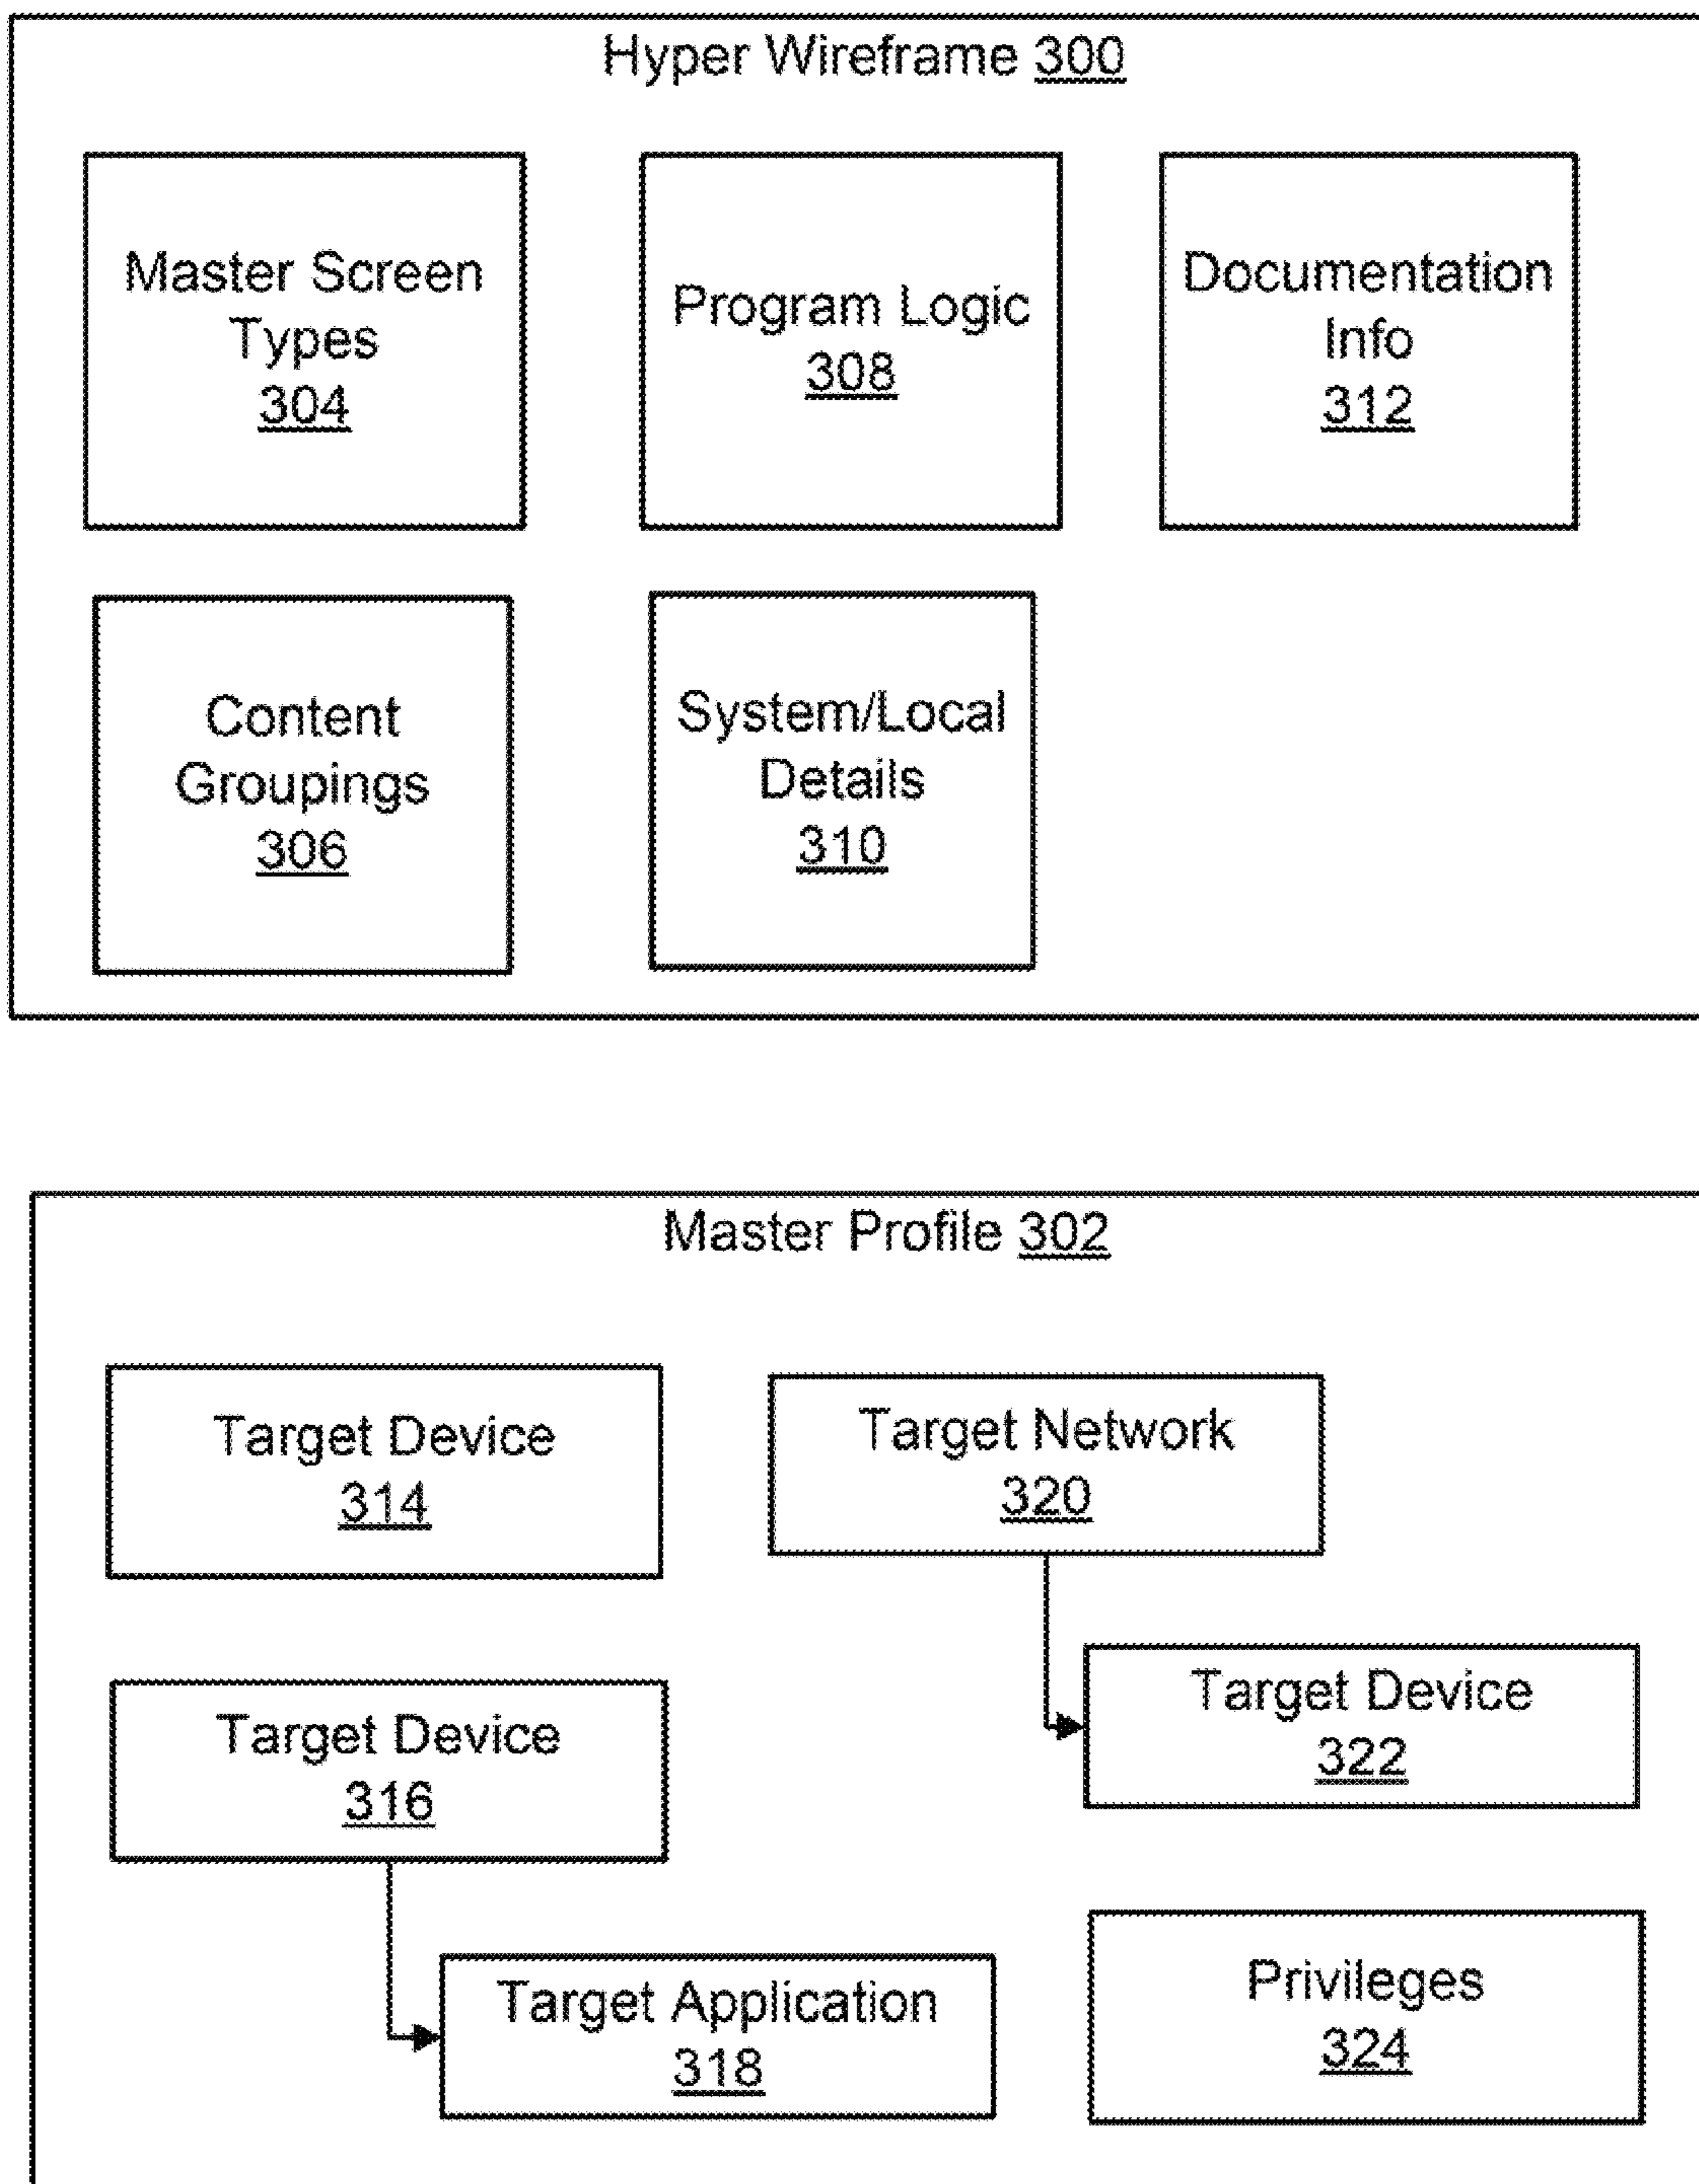 Hyper Wireframe 300
Master Screen
Types
304
Program Logic
308
Documentation
Info
312
Content
Groupings
306
System/Local
Details
310
Master Profile 302
Target Device
314
Target Network
320
Target Device
316
Target Device
322
Target Application
318
Privileges
324